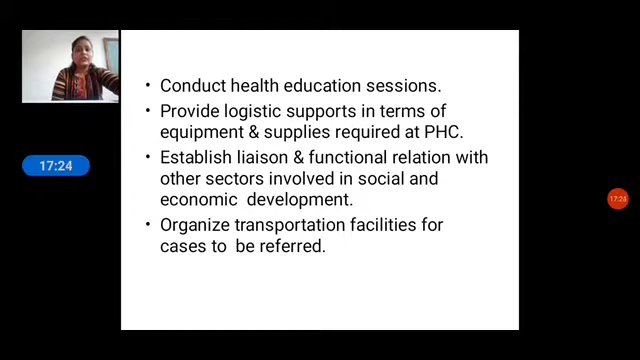 • Conduct health education sessions.
• Provide logistic supports in terms of
equipment & supplies required at PHC.
• Establish liaison & functional relation with
other sectors involved in social and
economic development.
• Organize transportation facilities for
cases to be referred.
17:24
17:23